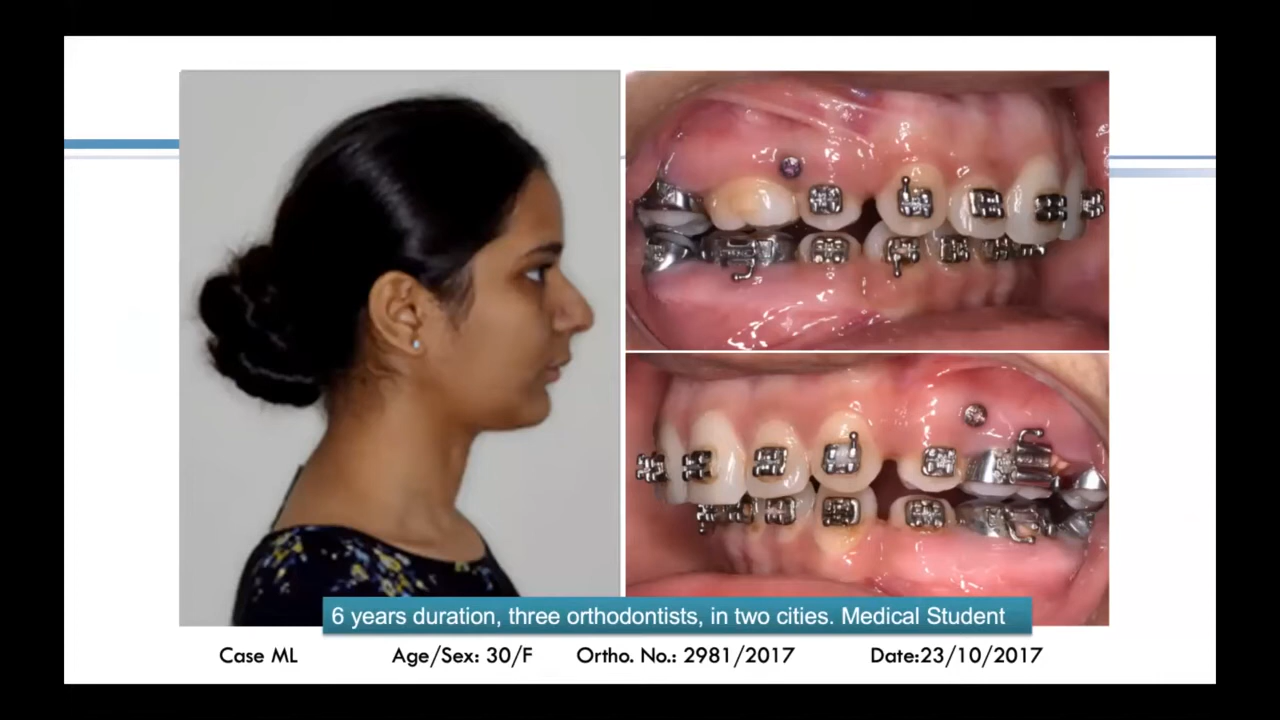 6 years duration, three orthodontists, in two cities. Medical Student
Case ML Age/Sex: 30/F Ortho. No.: 2981/2017 Date:23/10/2017